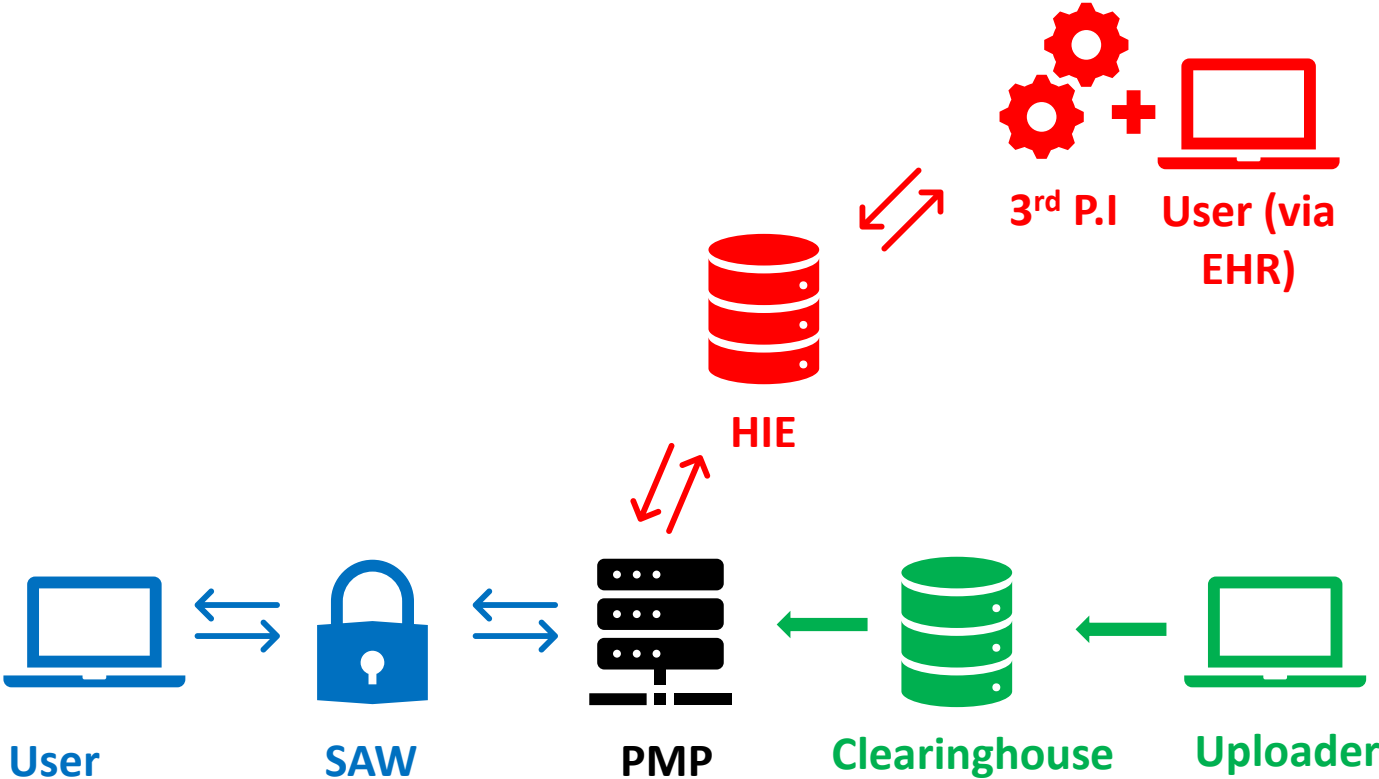 3rd P.I
User (via
EHR)
HIE
User
SAW
PMP
Clearinghouse
Uploader